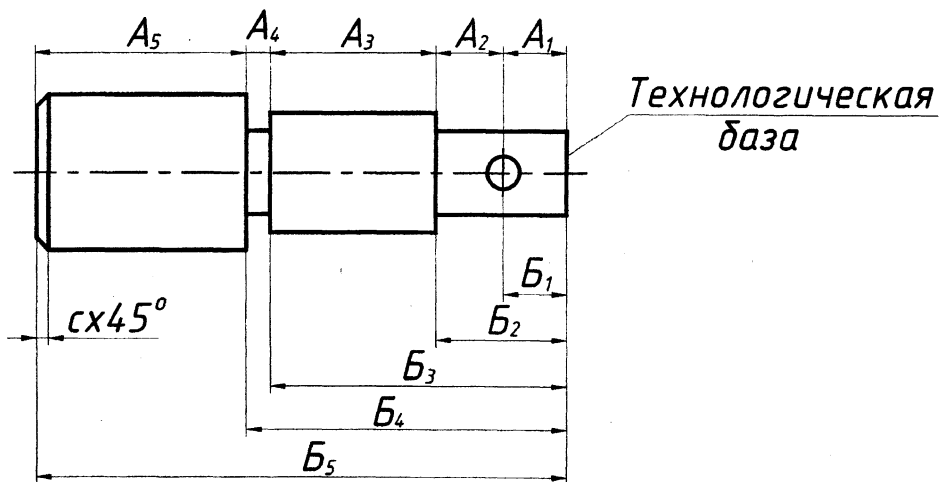 A₅ A₄ A₃ A₂ A₁
Технологическая
база
Б₁
cx45°
Б₂
Б₃
Б₄
Б₅